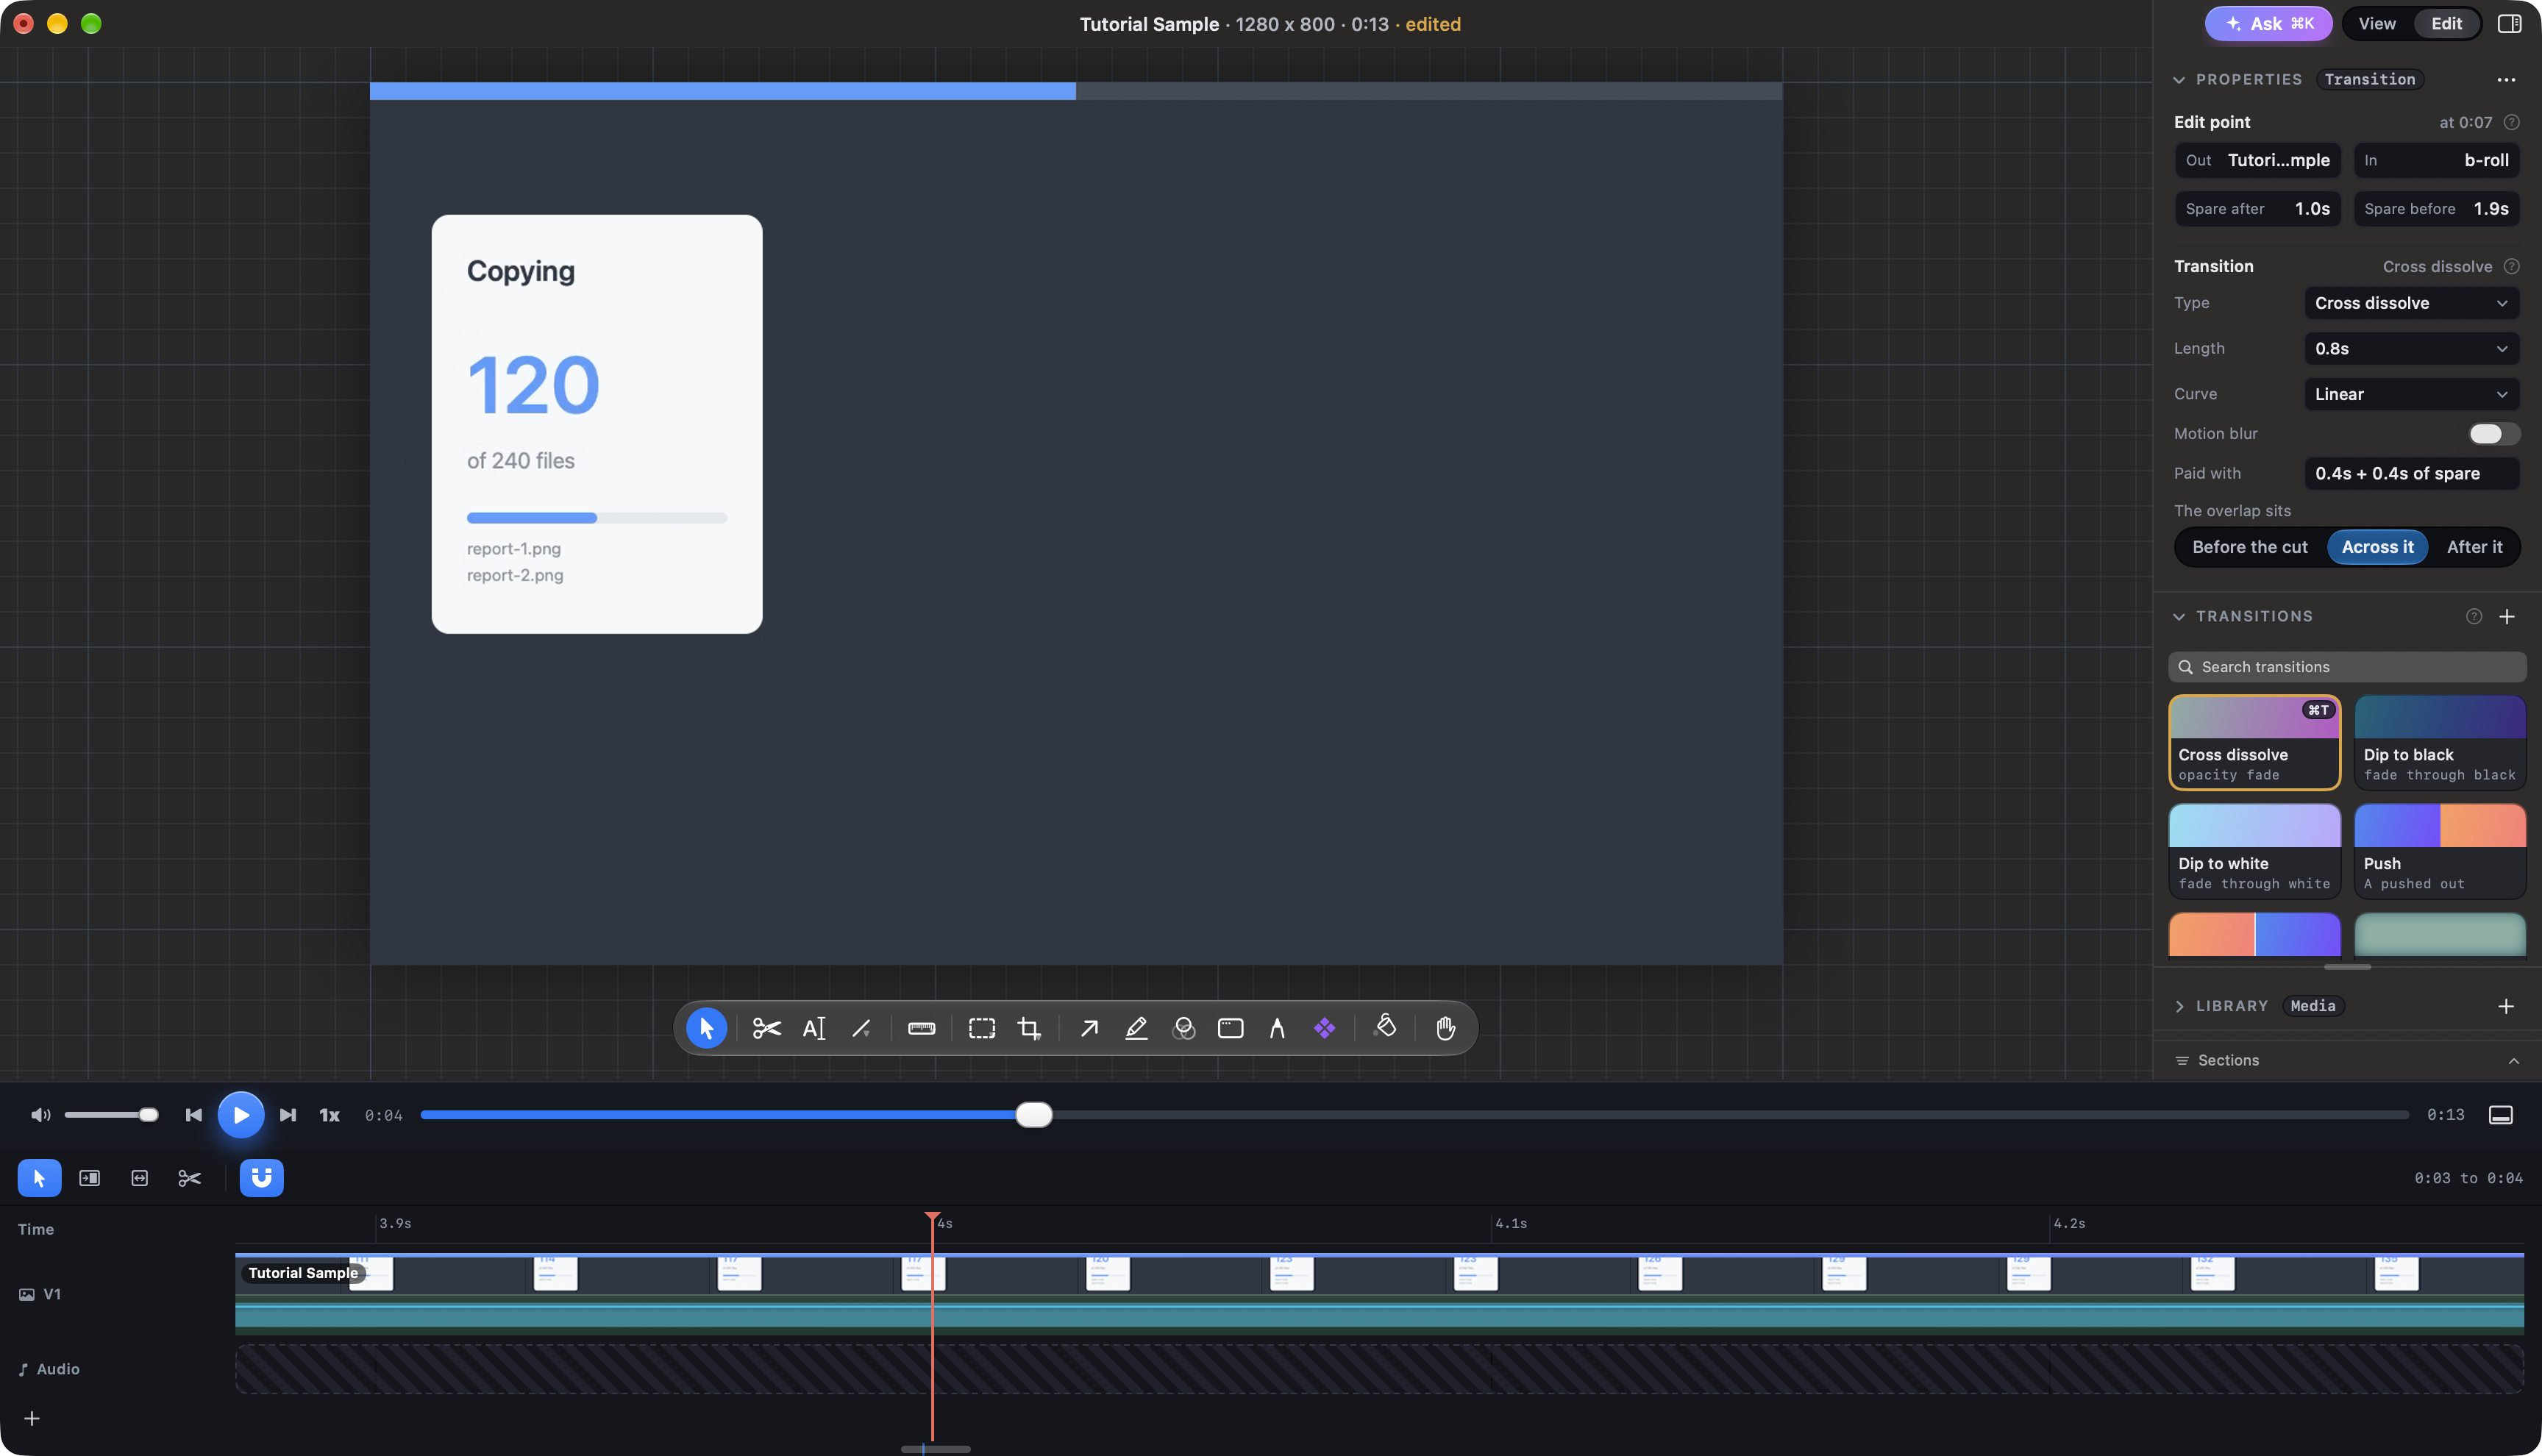 Tutorial Sample · 1280 x 800 · 0:13 · edited
Ask ⌘K
View
Edit
PROPERTIES
Transition
Edit point
at 0:07
Out
Tutori...mple
In
b-roll
Spare after
1.0s
Spare before
1.9s
Transition
Cross dissolve
Type
Cross dissolve
Length
0.8s
Curve
Linear
Motion blur
Paid with
0.4s + 0.4s of spare
The overlap sits
Before the cut
Across it
After it
TRANSITIONS
Search transitions
⌘T
Cross dissolve
opacity fade
Dip to black
fade through black
Dip to white
fade through white
Push
A pushed out
LIBRARY
Media
Sections
Copying
120
of 240 files
report-1.png
report-2.png
1x
0:04
0:13
0:03 to 0:04
Time
3.9s
4s
4.1s
4.2s
Tutorial Sample
V1
Audio